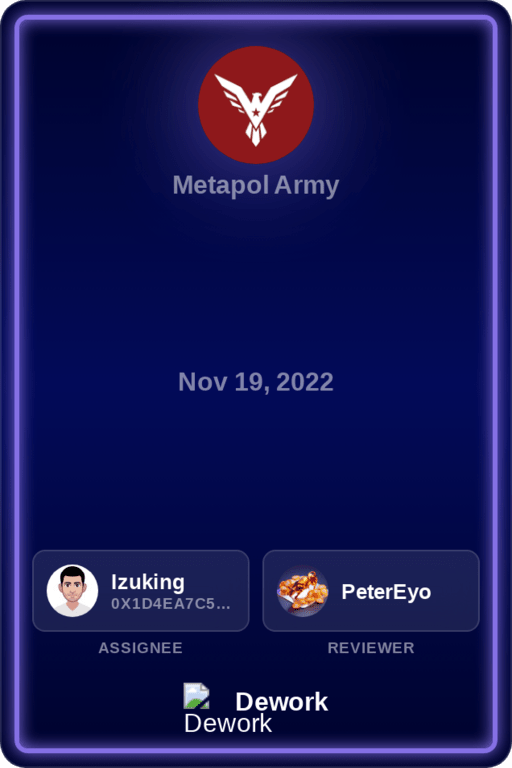 Metapol Army
Nov 19, 2022
Izuking
0X1D4EA7C5...
PeterEyo
ASSIGNEE
REVIEWER
Dework
Dework